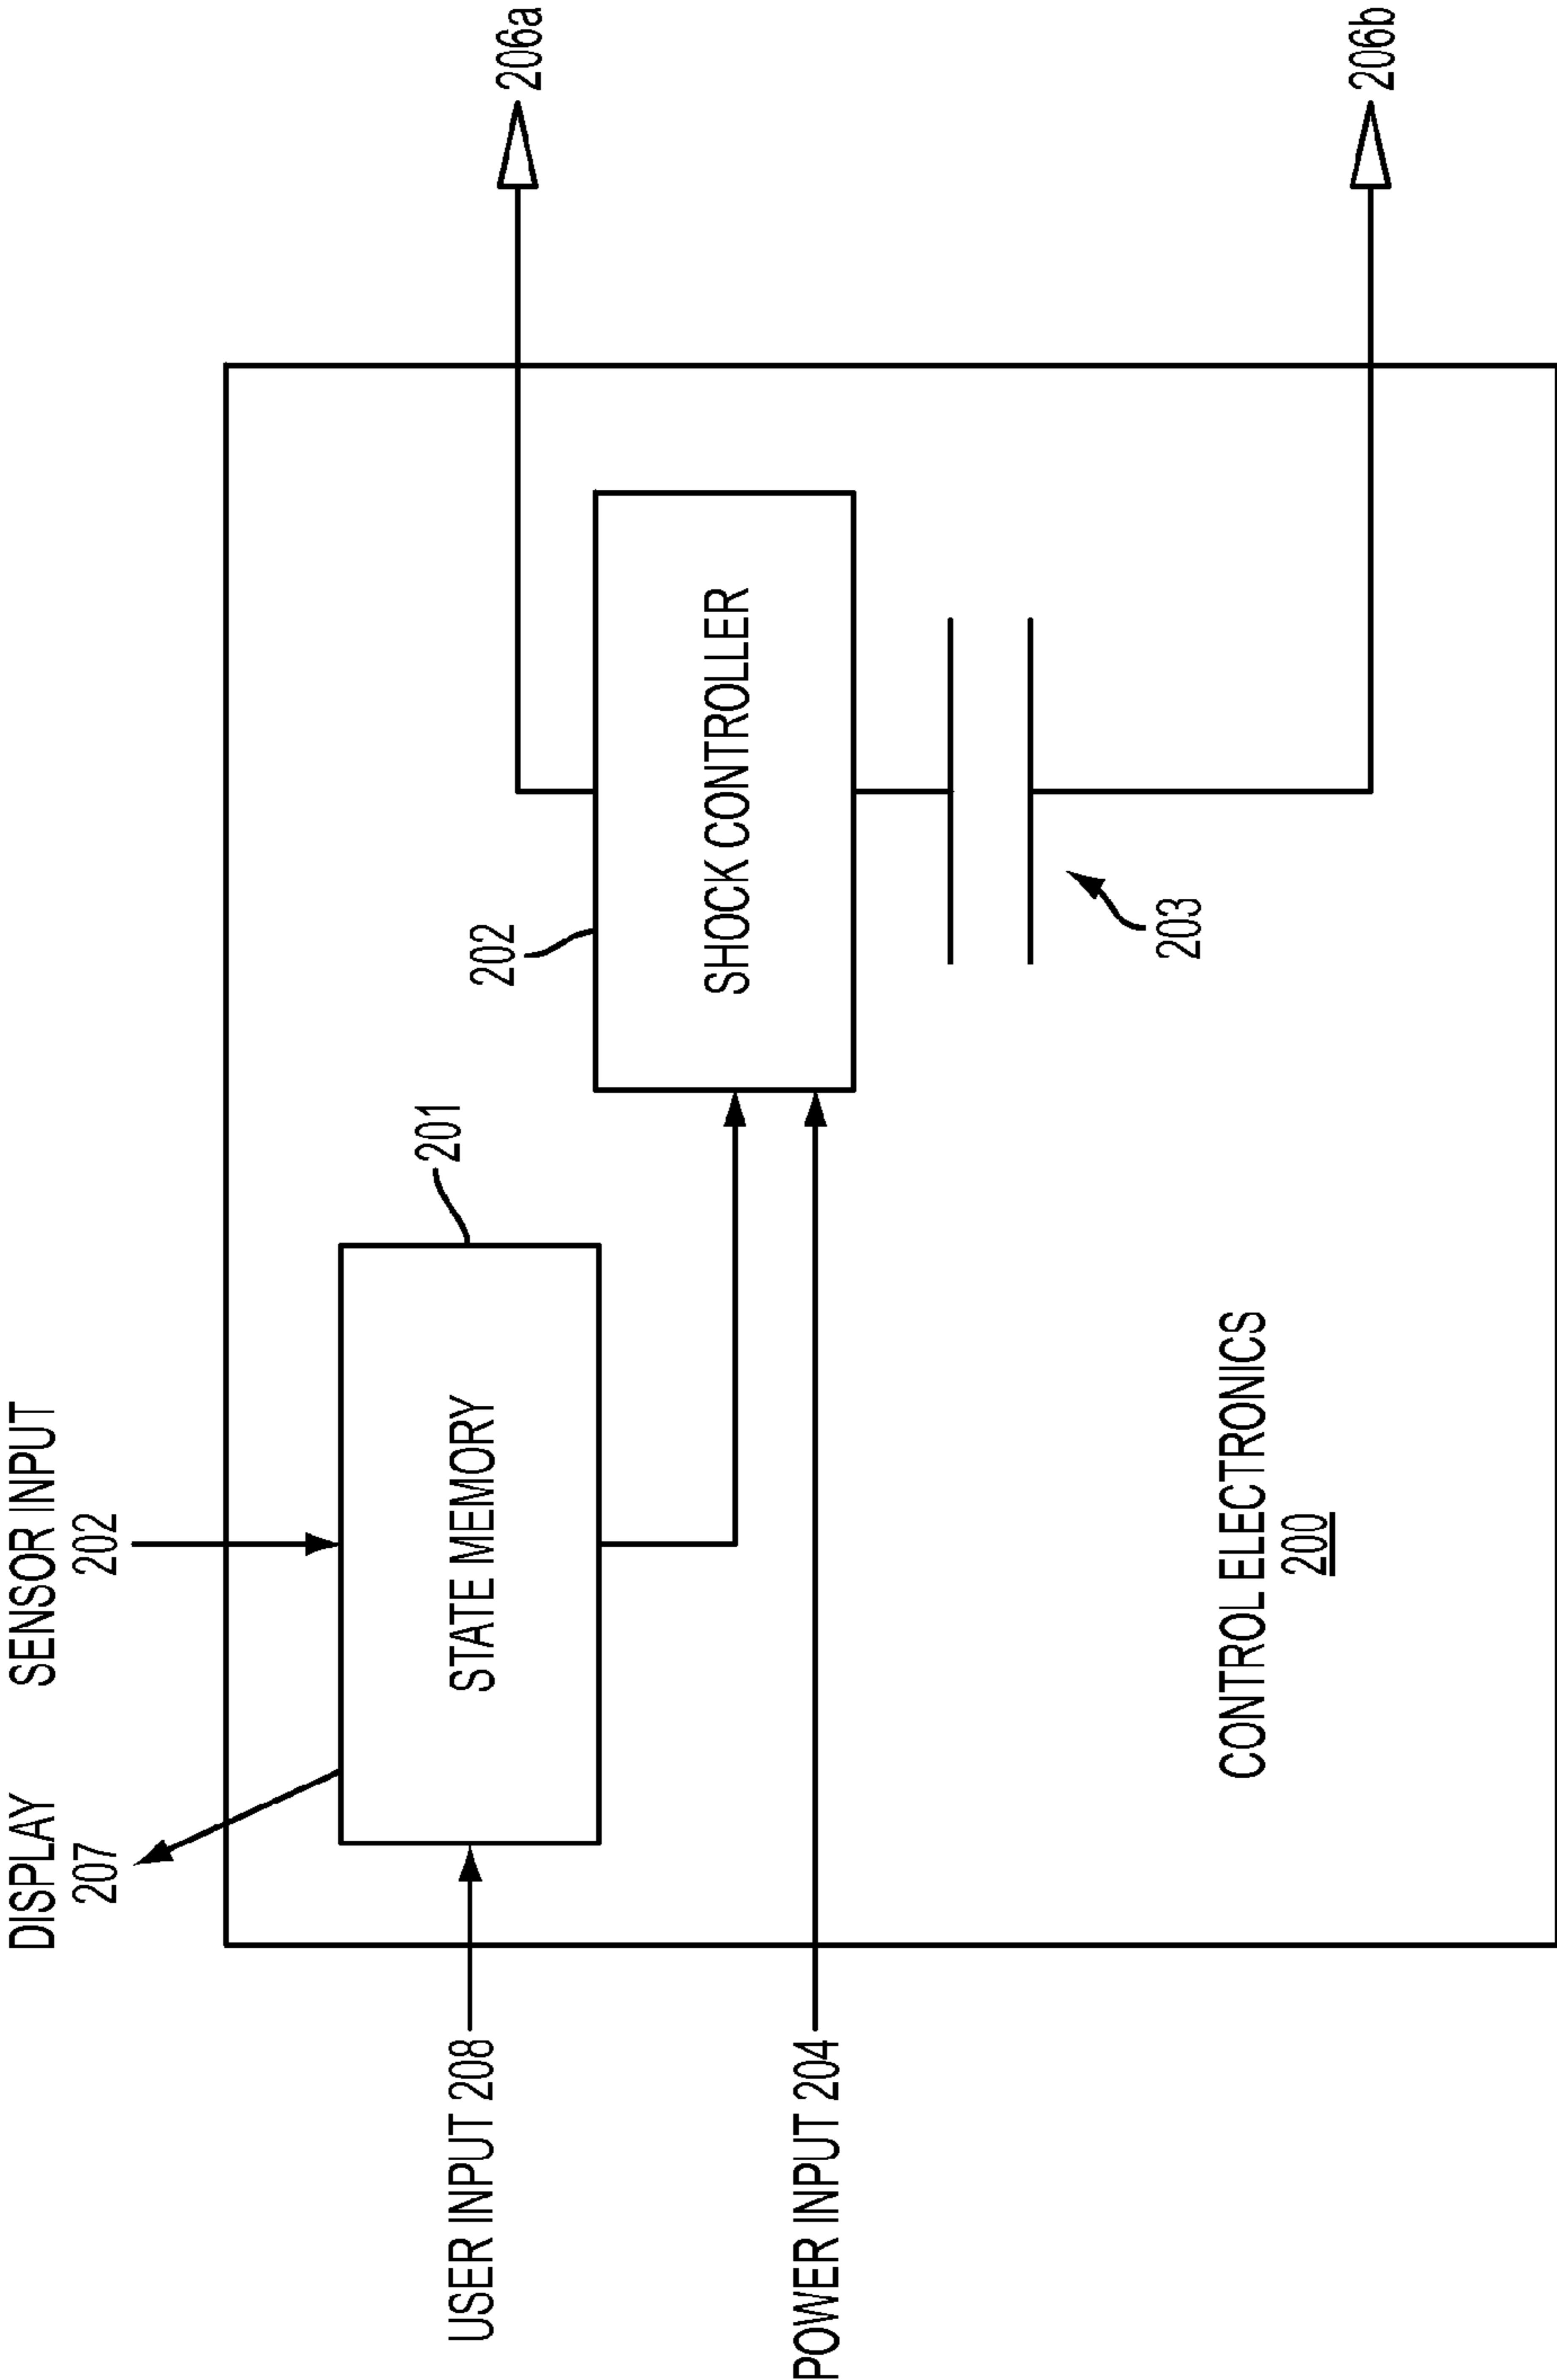 DISPLAY
207
SENSOR INPUT
202
USER INPUT 208
STATE MEMORY
201
202
SHOCK CONTROLLER
206a
POWER INPUT 204
203
CONTROL ELECTRONICS
200
206b